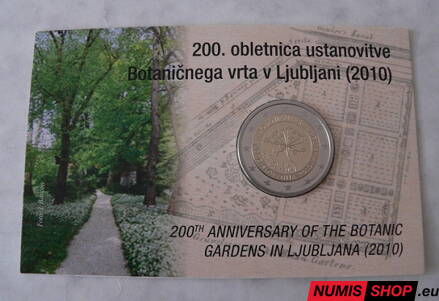 200. obletnica ustanovitve
Botaničnega vrta v Ljubljani (2010)
200TH ANNIVERSARY OF THE BOTANIC
GARDENS IN LJUBLJANA (2010)
NUMIS SHOP.eu